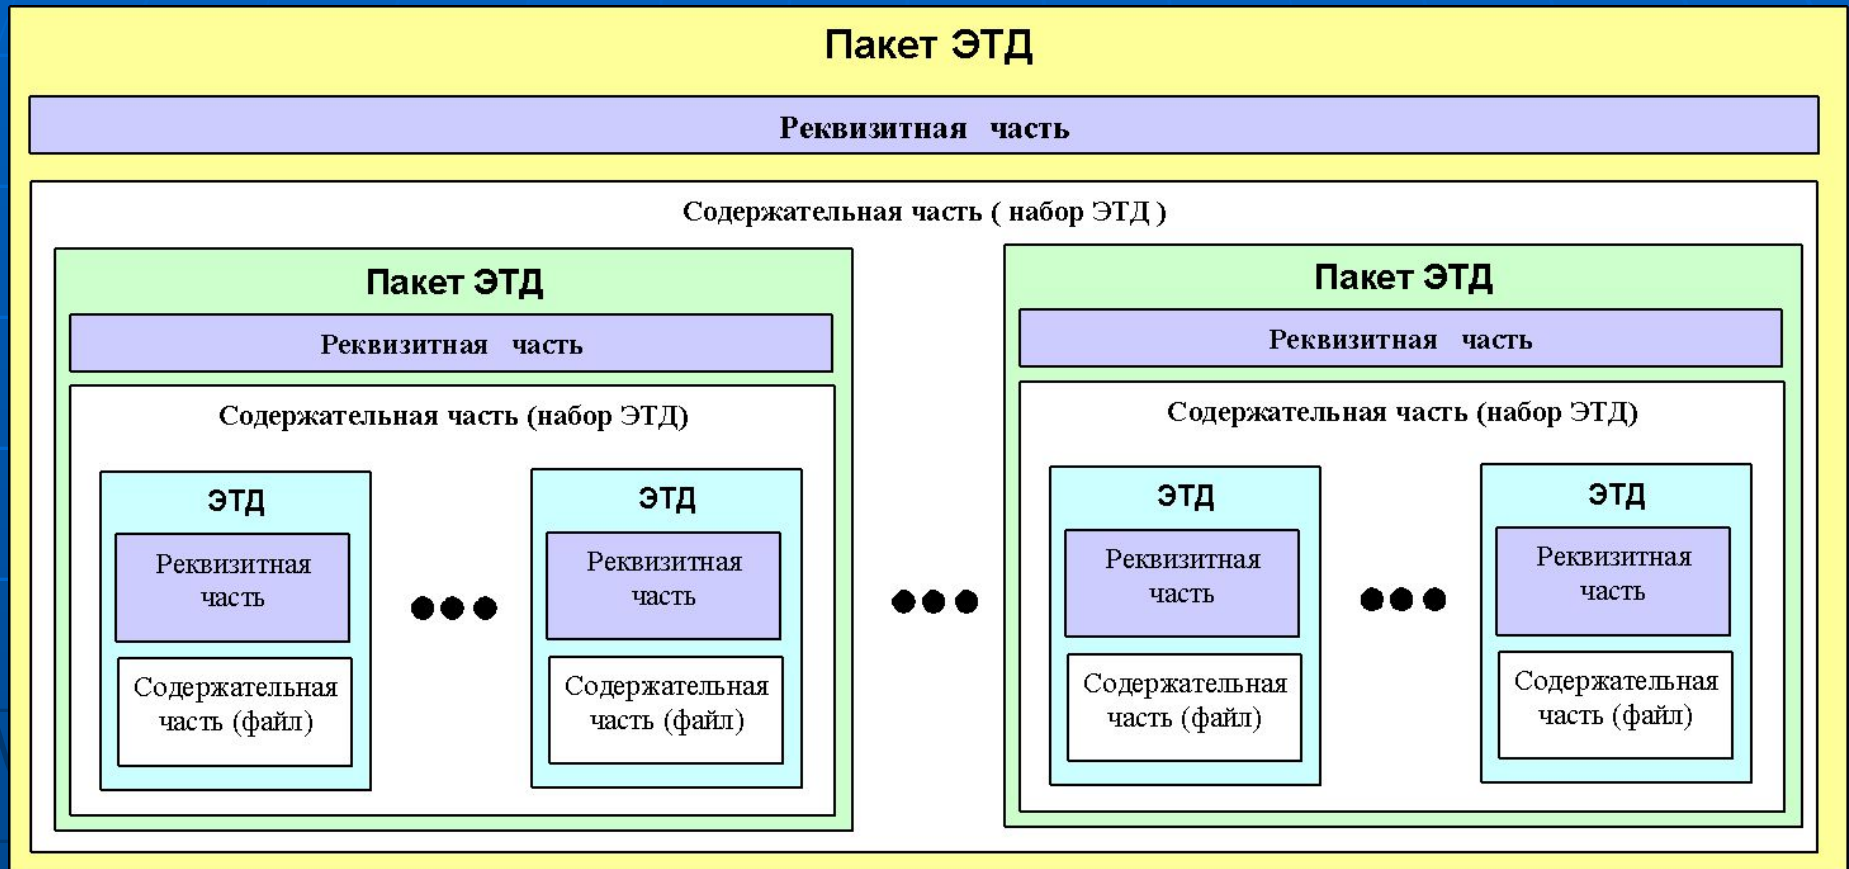 Пакет ЭТД
Реквизитная часть
Содержательная часть ( набор ЭТД )
Пакет ЭТД
Реквизитная часть
Содержательная часть (набор ЭТД)
ЭТД
Реквизитная
часть
Содержательная
часть (файл)
ЭТД
Реквизитная
часть
Содержательная
часть (файл)
Пакет ЭТД
Реквизитная часть
Содержательная часть (набор ЭТД)
ЭТД
Реквизитная
часть
Содержательная
часть (файл)
ЭТД
Реквизитная
часть
Содержательная
часть (файл)